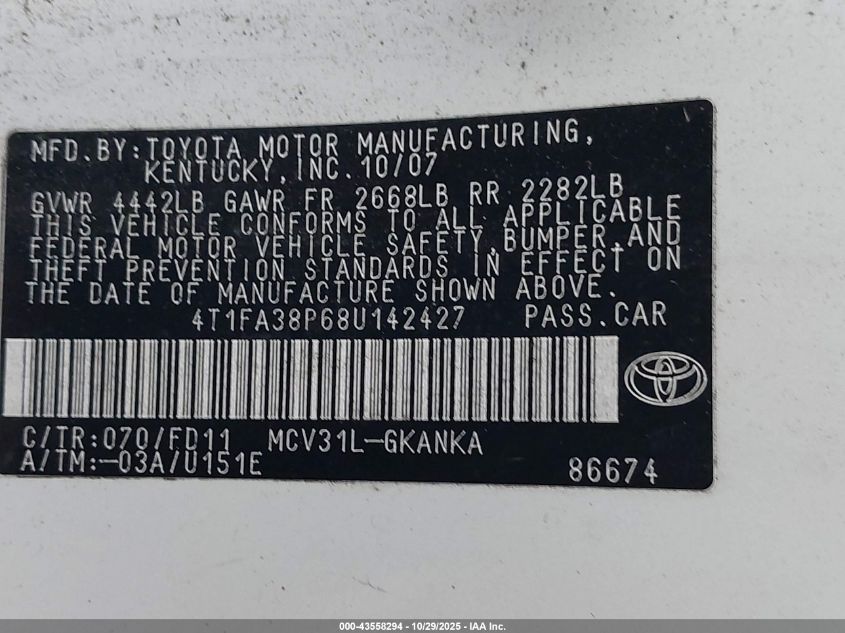 MFD.BY:TOYOTA MOTOR MANUFACTURING,
KENTUCKY,INC.10/07
GVWR 4442LB GAWR FR 2668LB RR 2282LB
THIS VEHICLE CONFORMS TO ALL APPLICABLE
FEDERAL MOTOR VEHICLE SAFETY,BUMPER,AND
THEFT PREVENTION STANDARDS IN EFFECT ON
THE DATE OF MANUFACTURE SHOWN ABOVE.
4T1FA38P68U142427 PASS.CAR
C/TR:070/FD11 MCV31L-GKANKA
A/TM:-03A/U151E 86674
000-43558294 - 10/29/2025 - IAA Inc.